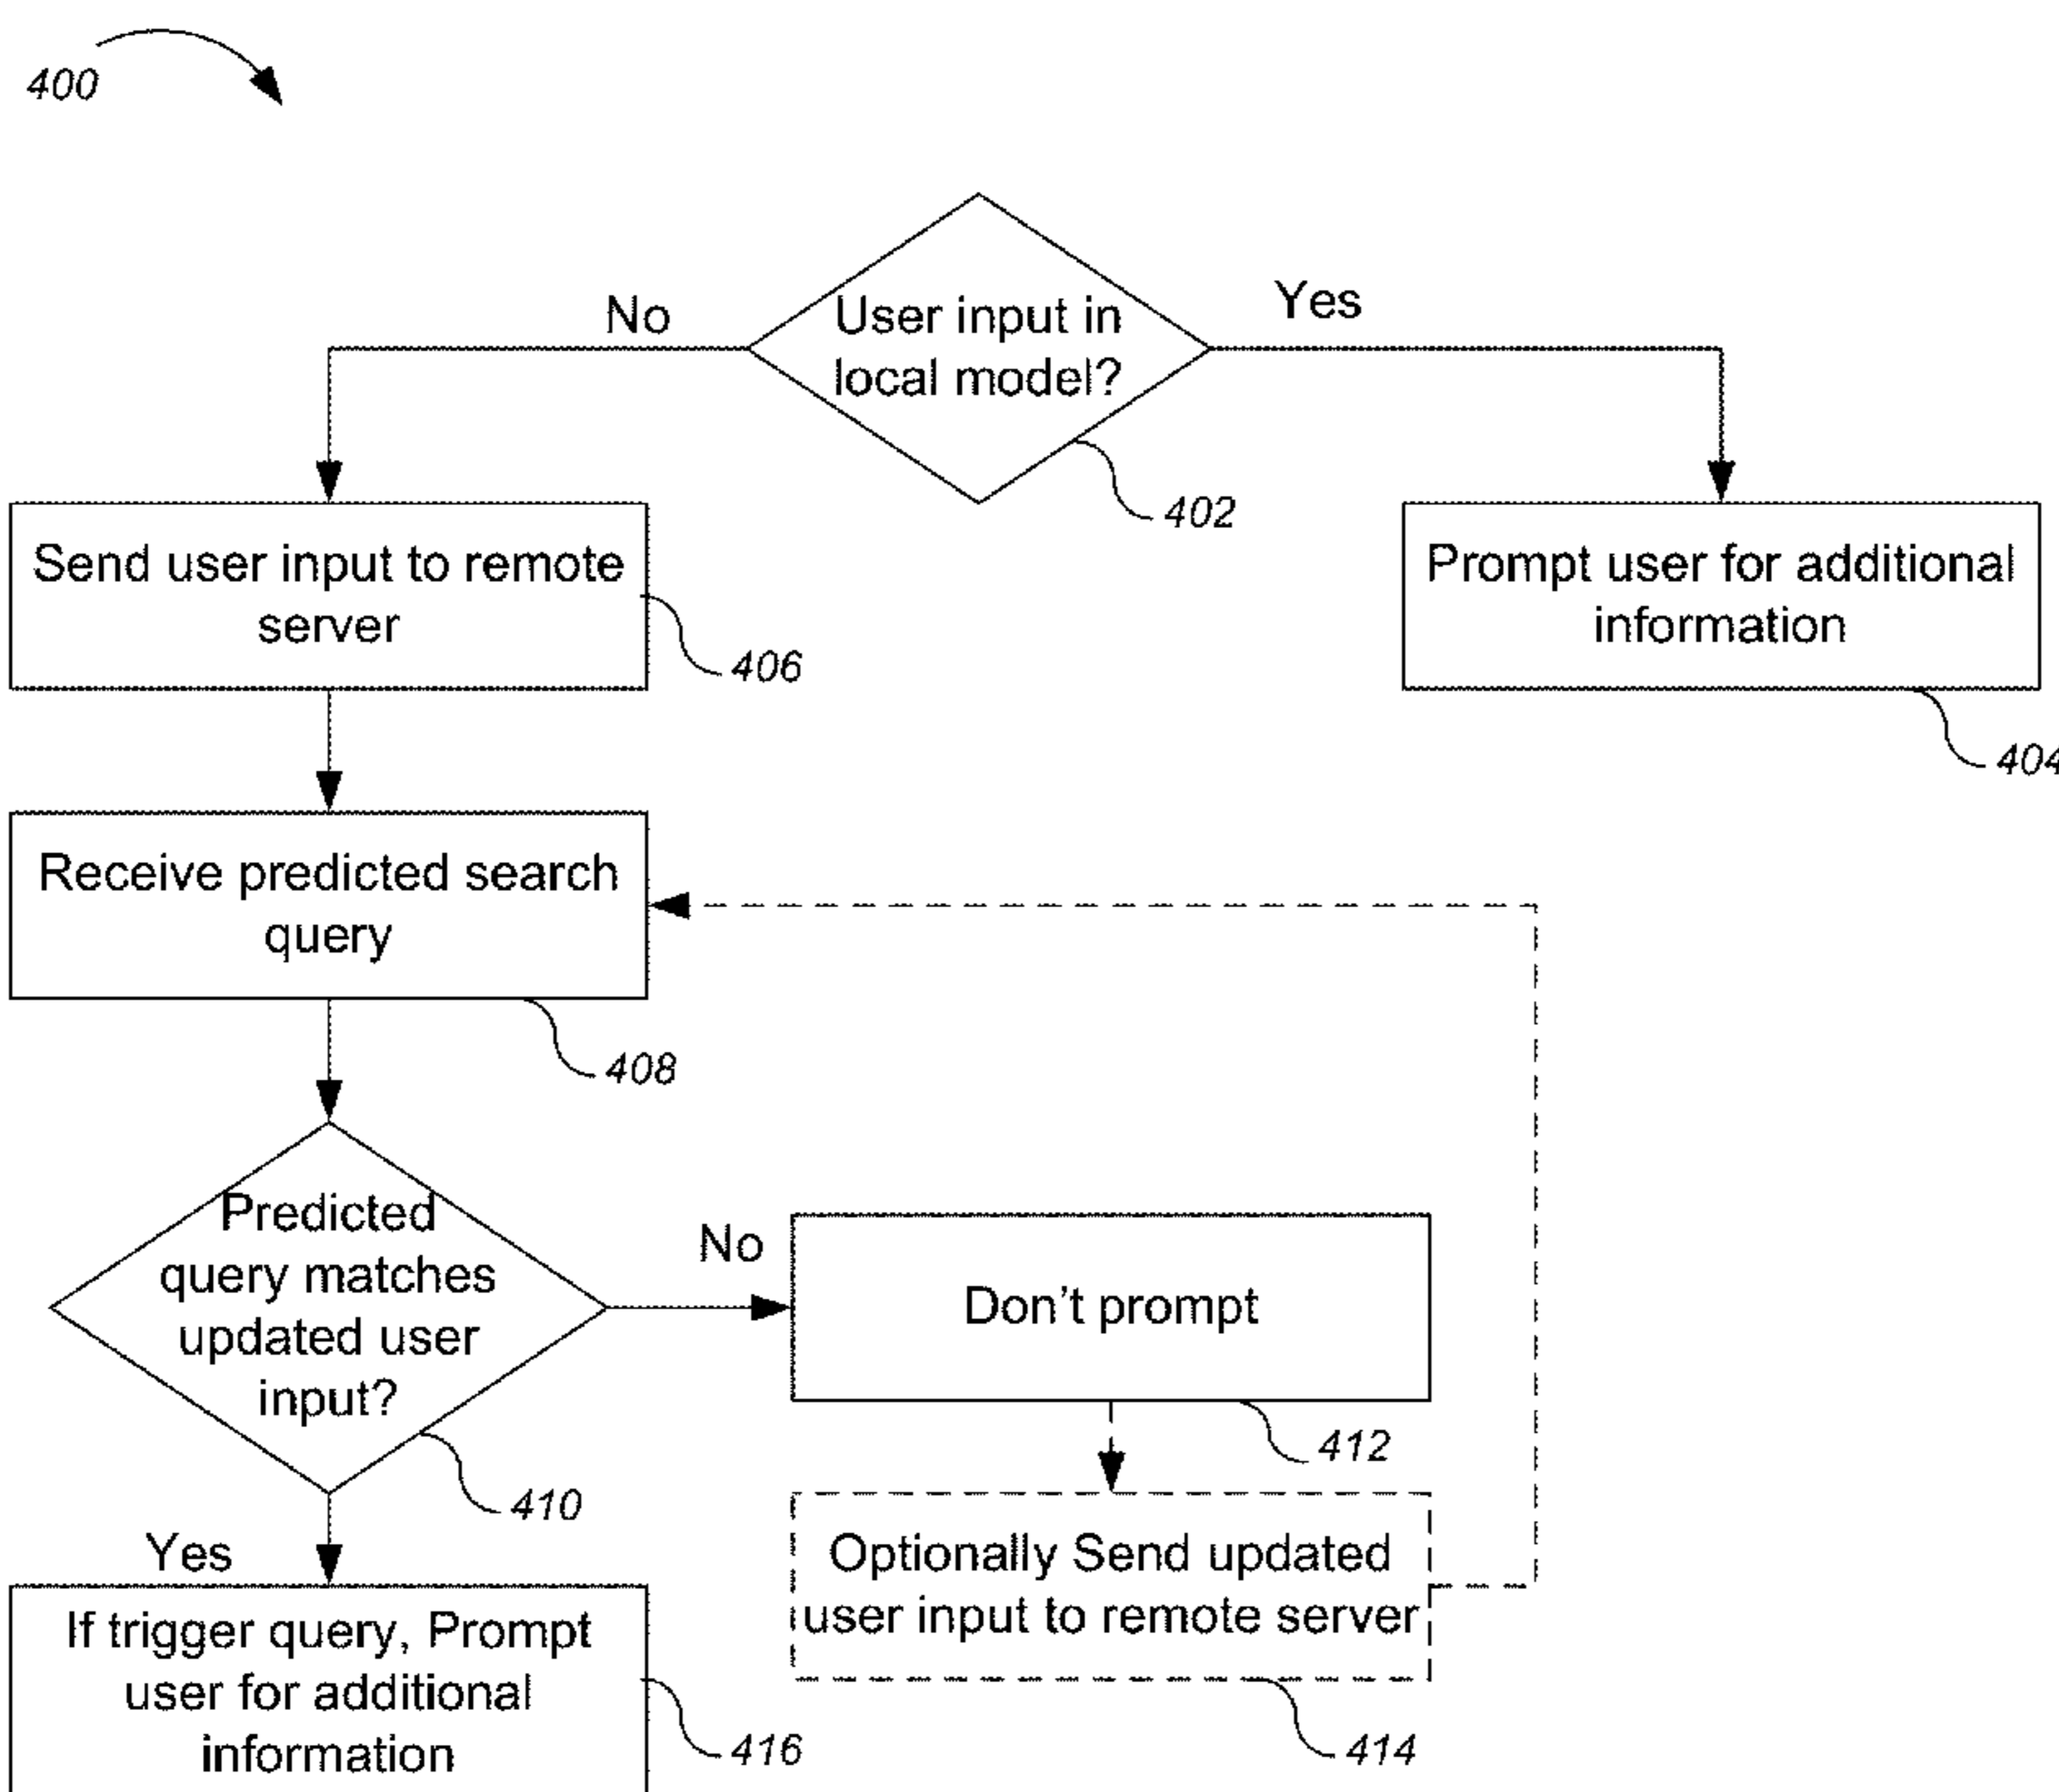 400
User input in
local model?
No
Yes
402
Send user input to remote
server
406
Prompt user for additional
information
404
Receive predicted search
query
408
Predicted
query matches
updated user
input?
410
No
Don't prompt
412
Optionally Send updated
user input to remote server
414
Yes
If trigger query, Prompt
user for additional
information
416